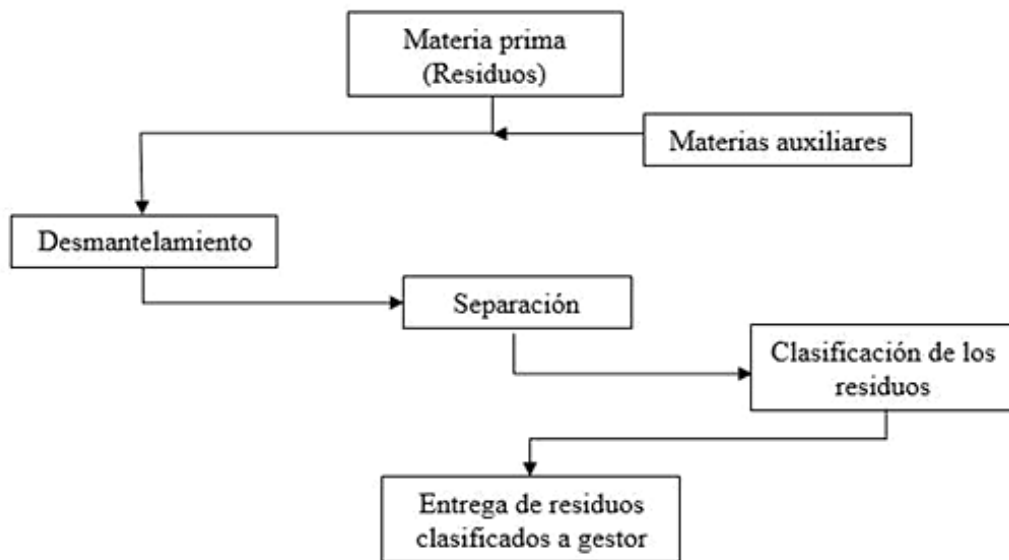 Materia prima
(Residuos)
Materias auxiliares
Desmantelamiento
Separación
Clasificación de los
residuos
Entrega de residuos
clasificados a gestor